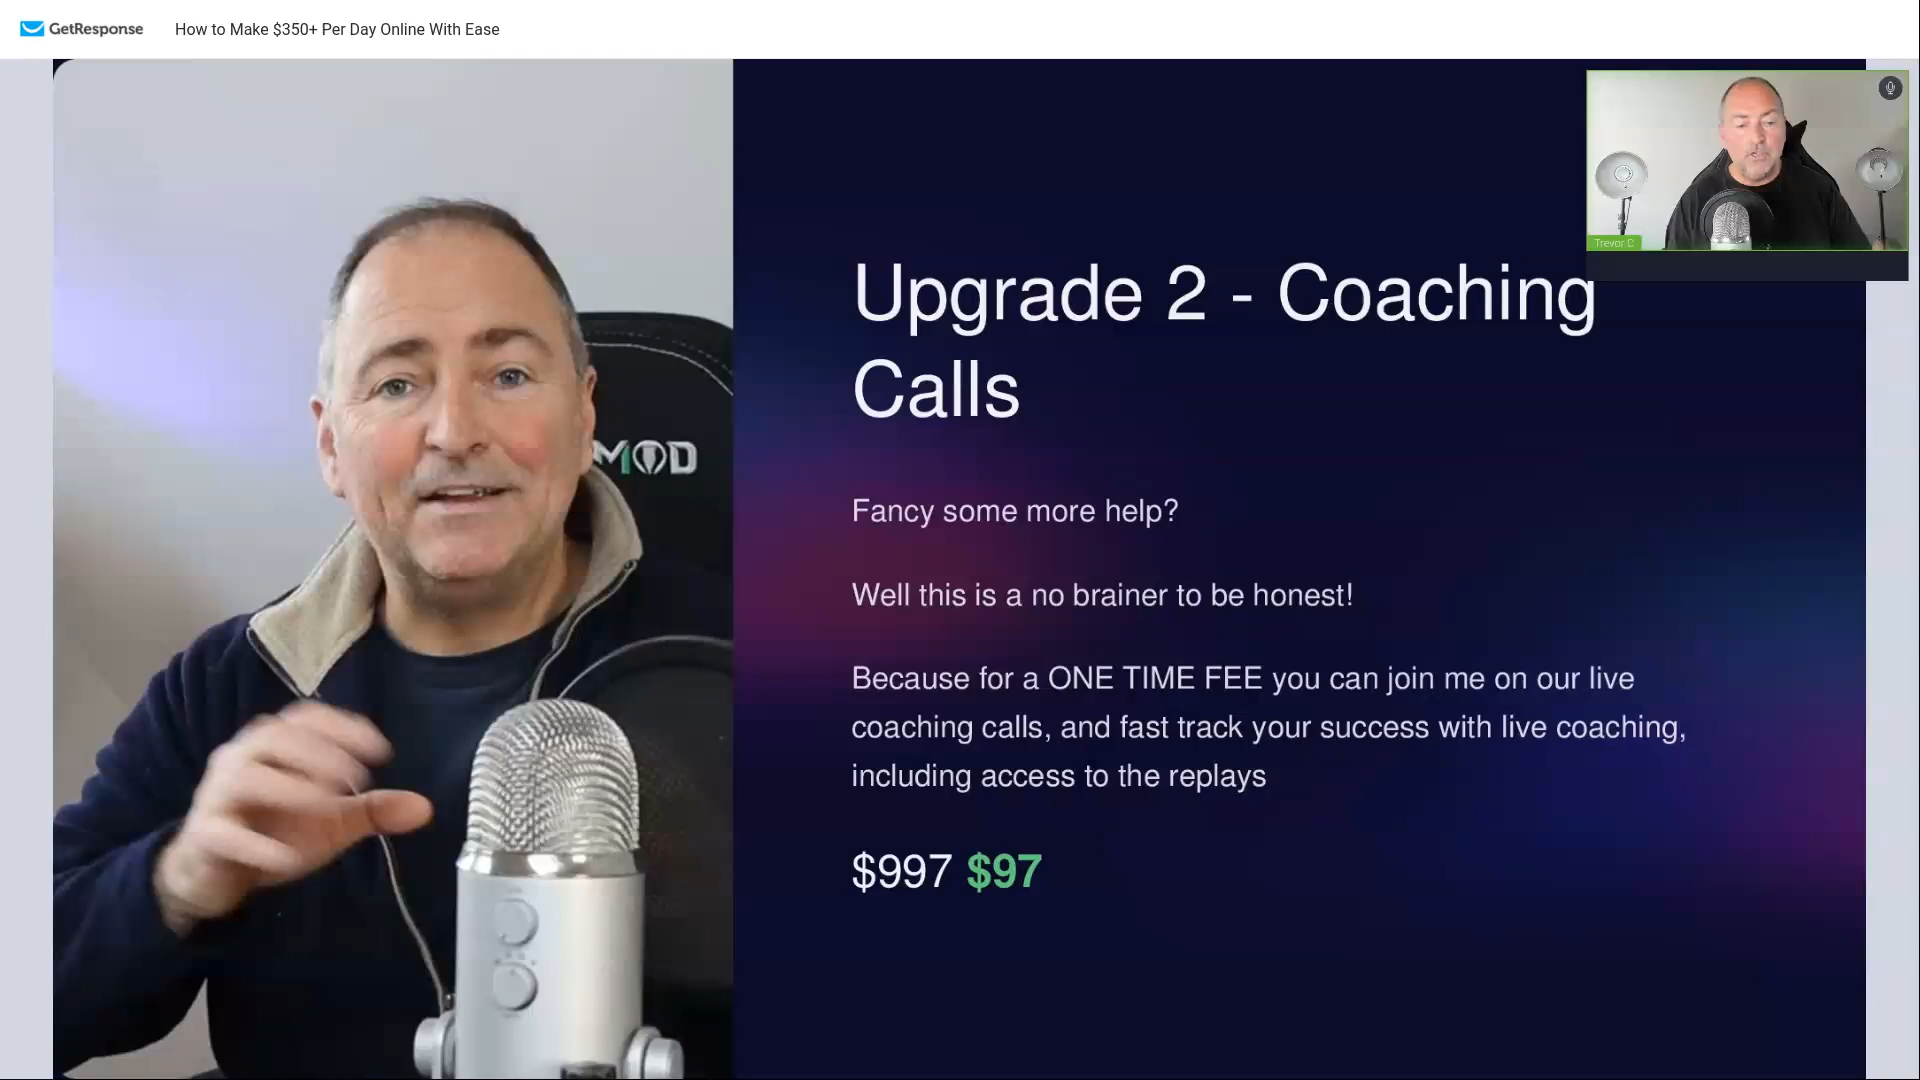 GetResponse
How to Make $350+ Per Day Online With Ease
Trevor C
MOD
Upgrade 2 - Coaching
Calls
Fancy some more help?
Well this is a no brainer to be honest!
Because for a ONE TIME FEE you can join me on our live
coaching calls, and fast track your success with live coaching,
including access to the replays
$997 $97